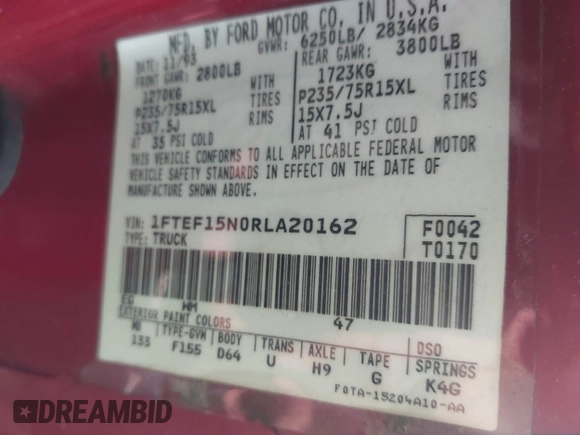 MFD. BY FORD MOTOR CO. IN U.S.A.
DATE: 11/93 GVWR: 6250LB/ 2834KG
FRONT GAWR: 2800LB REAR GAWR: 3800LB
1270KG WITH 1723KG WITH
P235/75R15XL TIRES P235/75R15XL TIRES
15X7.5J RIMS 15X7.5J RIMS
AT 35 PSI COLD AT 41 PSI COLD
THIS VEHICLE CONFORMS TO ALL APPLICABLE FEDERAL MOTOR
VEHICLE SAFETY STANDARDS IN EFFECT ON THE DATE OF
MANUFACTURE SHOWN ABOVE.
VIN: 1FTEF15N0RLA20162 F0042
TYPE: TRUCK T0170
EG WM 47
EXTERIOR PAINT COLORS DSO
WB TYPE-GVM BODY TRANS AXLE TAPE SPRINGS
133 F155 D64 U H9 G K4G
F0TA-15204A10-AA
DREAMBID